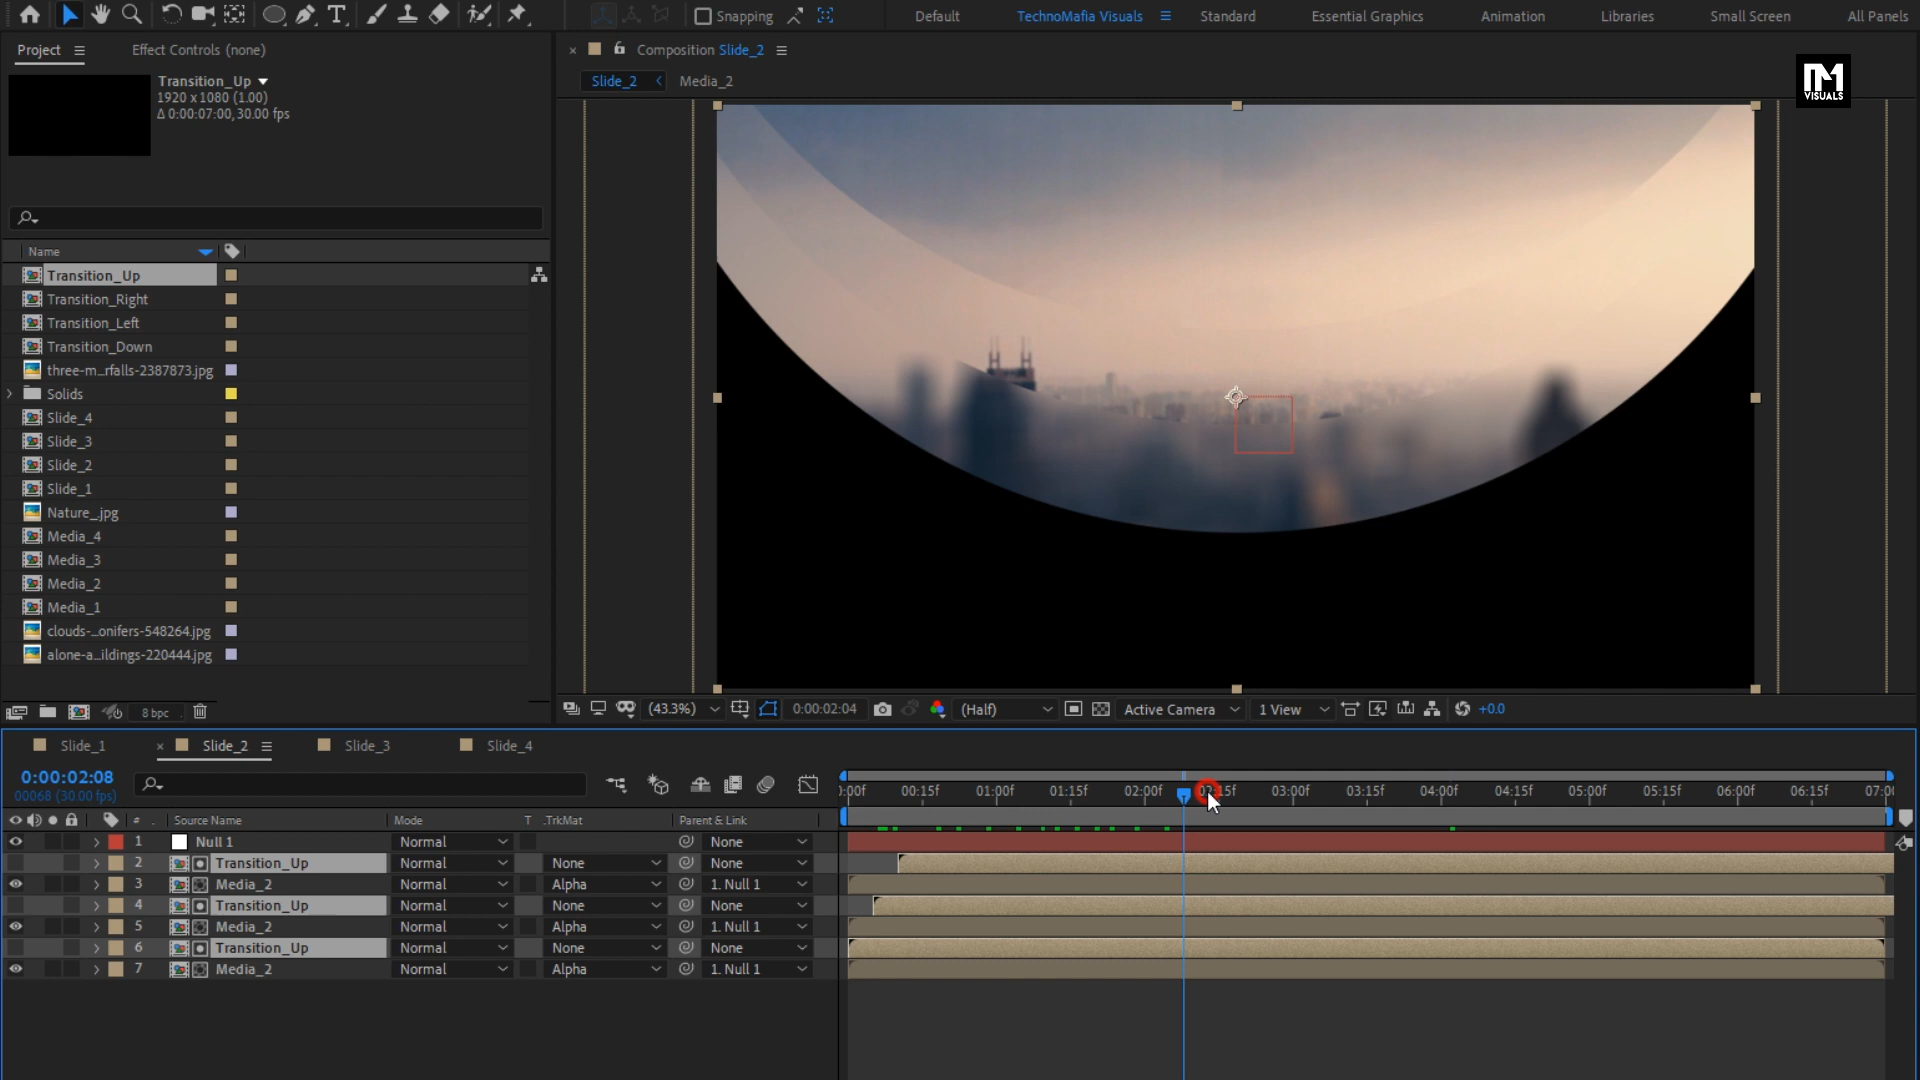 Snapping
Default
TechnoMafia Visuals
Standard
Essential Graphics
Animation
Libraries
Small Screen
All Panels
Project
Effect Controls (none)
Composition Slide_2
Slide_2
Media_2
Transition_Up
1920 x 1080 (1.00)
Δ 0:00:07:00, 30.00 fps
VISUALS
Name
Transition_Up
Transition_Right
Transition_Left
Transition_Down
three-m_rfalls-2387873.jpg
Solids
Slide_4
Slide_3
Slide_2
Slide_1
Nature_.jpg
Media_4
Media_3
Media_2
Media_1
clouds-_onifers-548264.jpg
alone-a_ildings-220444.jpg
8 bpc
(43.3%)
0:00:02:04
(Half)
Active Camera
1 View
+0.0
Slide_1
Slide_2
Slide_3
Slide_4
0:00:02:08
00068 (30.00 fps)
00:15f 01:00f 01:15f 02:00f 03:00f 03:15f 04:00f 04:15f 05:00f 05:15f 06:00f 06:15f
# Source Name Mode T .TrkMat Parent & Link
1 Null 1 Normal None
2 Transition_Up Normal None None
3 Media_2 Normal Alpha 1. Null 1
4 Transition_Up Normal None None
5 Media_2 Normal Alpha 1. Null 1
6 Transition_Up Normal None None
7 Media_2 Normal Alpha 1. Null 1